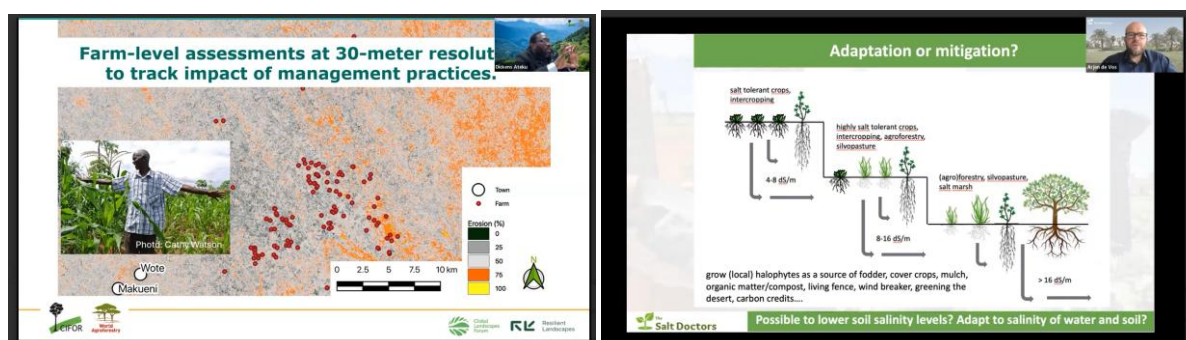 Farm-level assessments at 30-meter resolut
to track impact of management practices.
Dickens Ateku
Photo: Cathy Watson
Wote
Makueni
Town
Farm
Erosion (%)
0
25
50
75
100
N
0 2.5 5 7.5 10 km
CIFOR
World
Agroforestry
Global
Landscapes
Forum
Resilient
Landscapes
Adaptation or mitigation?
Arjen de Vos
salt tolerant crops,
intercropping
highly salt tolerant crops,
intercropping, agroforestry,
silvopasture
(agro)forestry, silvopasture,
salt marsh
4-8 dS/m
8-16 dS/m
> 16 dS/m
grow (local) halophytes as a source of fodder, cover crops, mulch,
organic matter/compost, living fence, wind breaker, greening the
desert, carbon credits....
The
Salt Doctors
Possible to lower soil salinity levels? Adapt to salinity of water and soil?